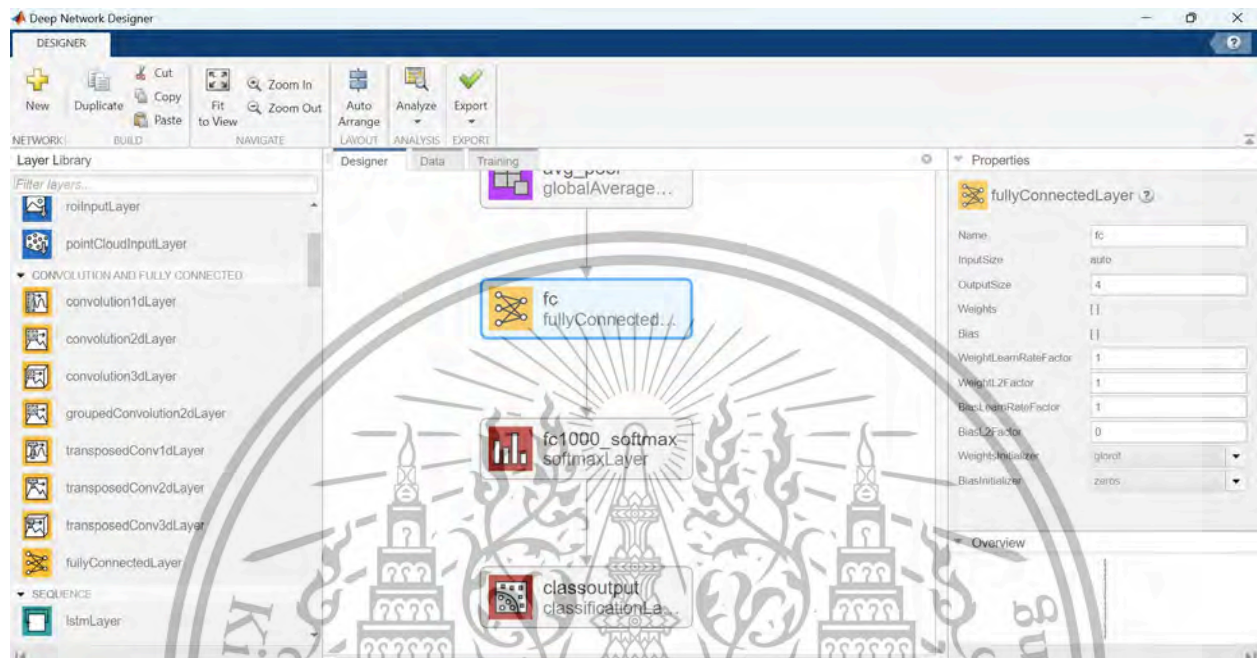 Deep Network Designer
DESIGNER
New
Duplicate
Cut
Copy
Paste
Fit
to View
Zoom In
Zoom Out
Auto
Arrange
Analyze
Export
NETWORK
BUILD
NAVIGATE
LAYOUT
ANALYSIS
EXPORT
Layer Library
Filter layers...
roiInputLayer
pointCloudInputLayer
CONVOLUTION AND FULLY CONNECTED
convolution1dLayer
convolution2dLayer
convolution3dLayer
groupedConvolution2dLayer
transposedConv1dLayer
transposedConv2dLayer
transposedConv3dLayer
fullyConnectedLayer
SEQUENCE
lstmLayer
Designer Data Training
avg_pool
globalAverage...
fc
fullyConnected...
fc1000_softmax
softmaxLayer
classoutput
classificationLa...
Properties
fullyConnectedLayer
Name fc
InputSize auto
OutputSize 4
Weights [ ]
Bias [ ]
WeightLearnRateFactor 1
WeightL2Factor 1
BiasLearnRateFactor 1
BiasL2Factor 0
WeightsInitializer glorot
BiasInitializer zeros
Overview